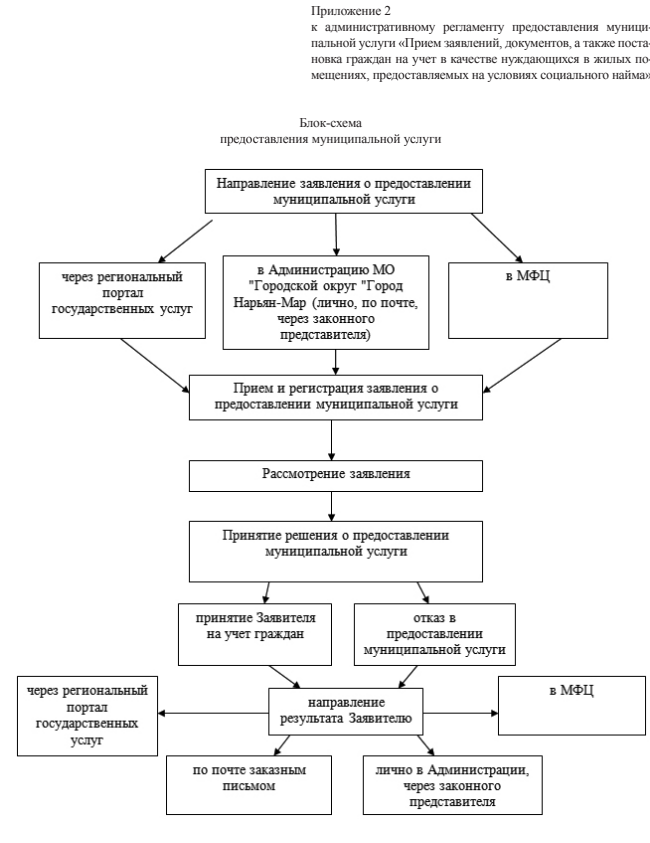 Приложение 2
к административному регламенту предоставления муници-
пальной услуги «Прием заявлений, документов, а также поста-
новка граждан на учет в качестве нуждающихся в жилых по-
мещениях, предоставляемых на условиях социального найма»
Блок-схема
предоставления муниципальной услуги
Направление заявления о предоставлении
муниципальной услуги
через региональный
портал
государственных услуг
в Администрацию МО
"Городской округ "Город
Нарьян-Мар (лично, по почте,
через законного
представителя)
в МФЦ
Прием и регистрация заявления о
предоставлении муниципальной услуги
Рассмотрение заявления
Принятие решения о предоставлении
муниципальной услуги
принятие Заявителя
на учет граждан
отказ в
предоставлении
муниципальной услуги
через региональный
портал
государственных
услуг
направление
результата Заявителю
в МФЦ
по почте заказным
письмом
лично в Администрации,
через законного
представителя